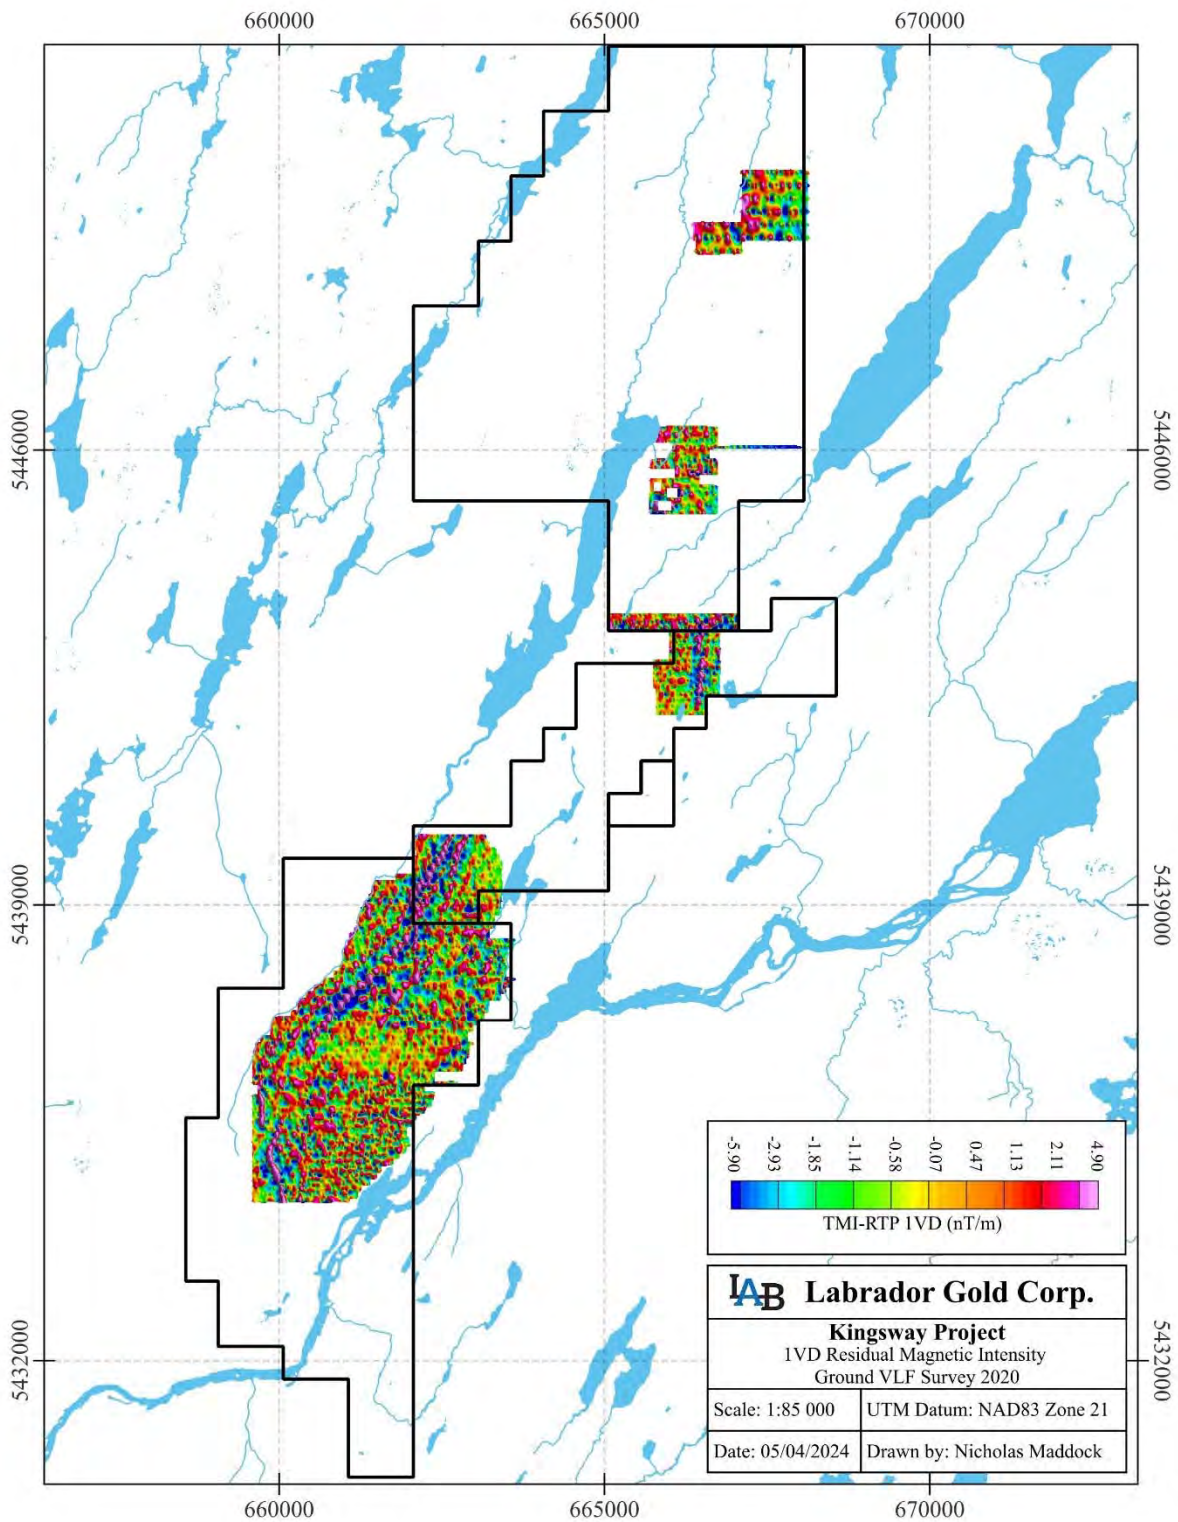 660000 665000 670000
5446000 5446000
5439000 5439000
5432000 5432000
-5.90 -2.93 -1.85 -1.14 -0.58 -0.07 0.47 1.13 2.11 4.90
TMI-RTP 1VD (nT/m)
LAB Labrador Gold Corp.
Kingsway Project
1VD Residual Magnetic Intensity
Ground VLF Survey 2020
Scale: 1:85 000 UTM Datum: NAD83 Zone 21
Date: 05/04/2024 Drawn by: Nicholas Maddock
660000 665000 670000